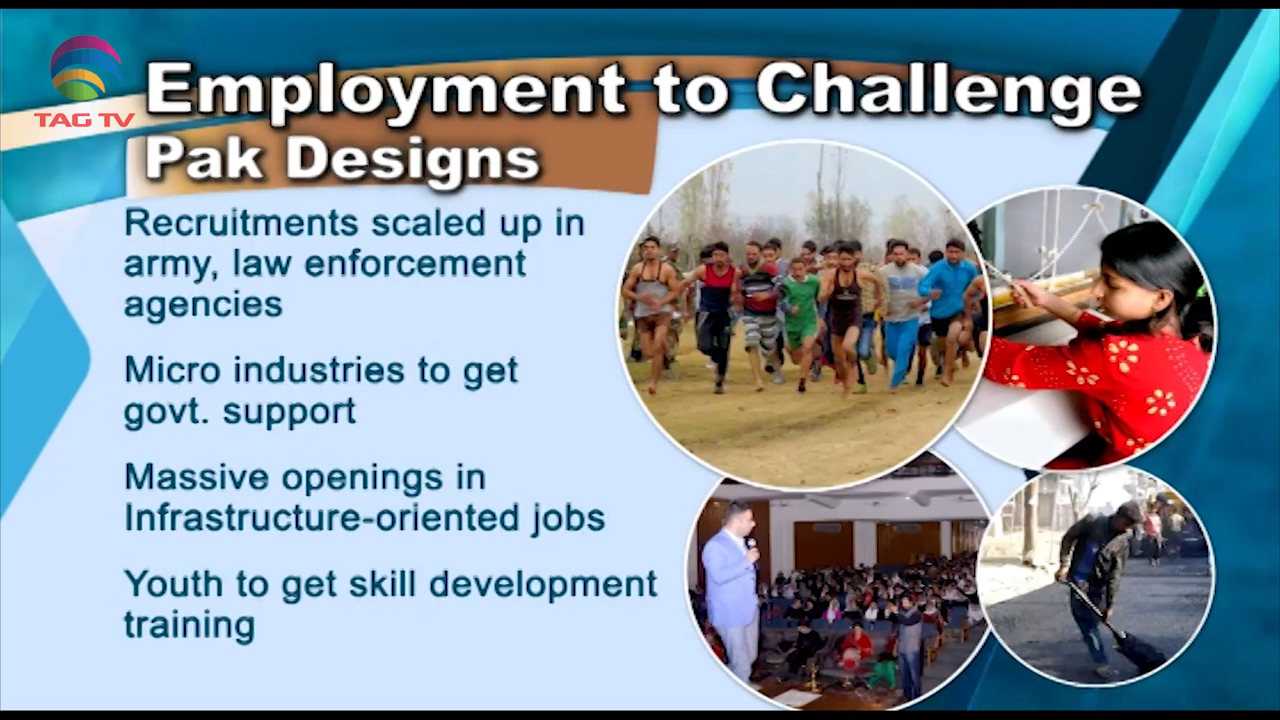 TAG TV
Employment to Challenge
Pak Designs
Recruitments scaled up in
army, law enforcement
agencies
Micro industries to get
govt. support
Massive openings in
Infrastructure-oriented jobs
Youth to get skill development
training